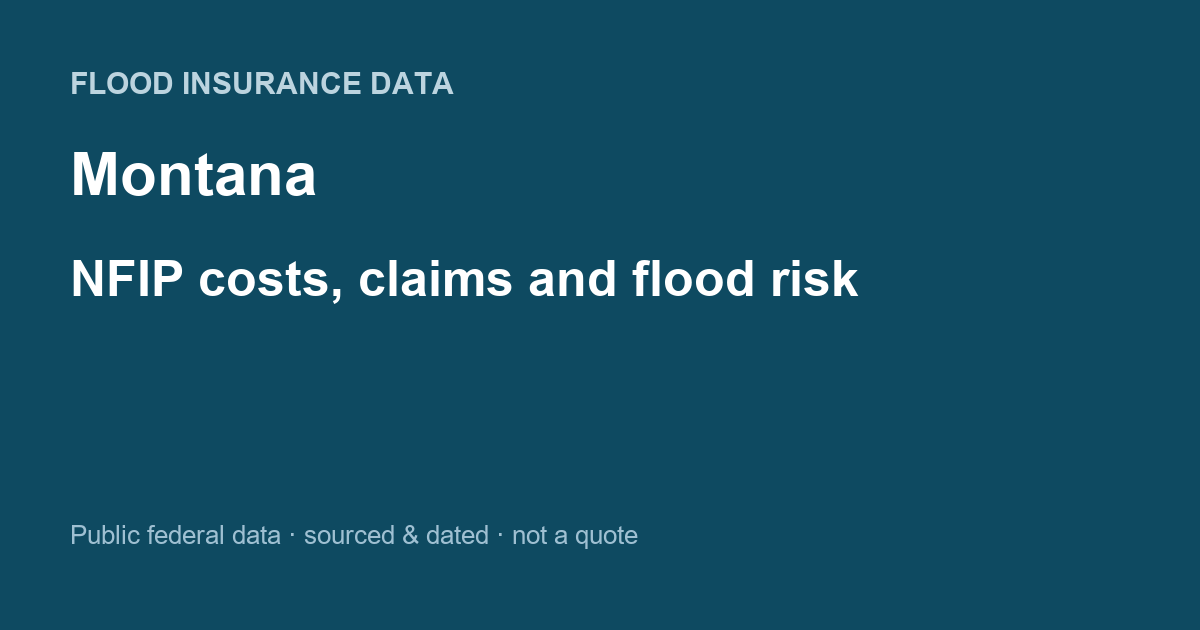 FLOOD INSURANCE DATA
Montana
NFIP costs, claims and flood risk
Public federal data · sourced & dated · not a quote